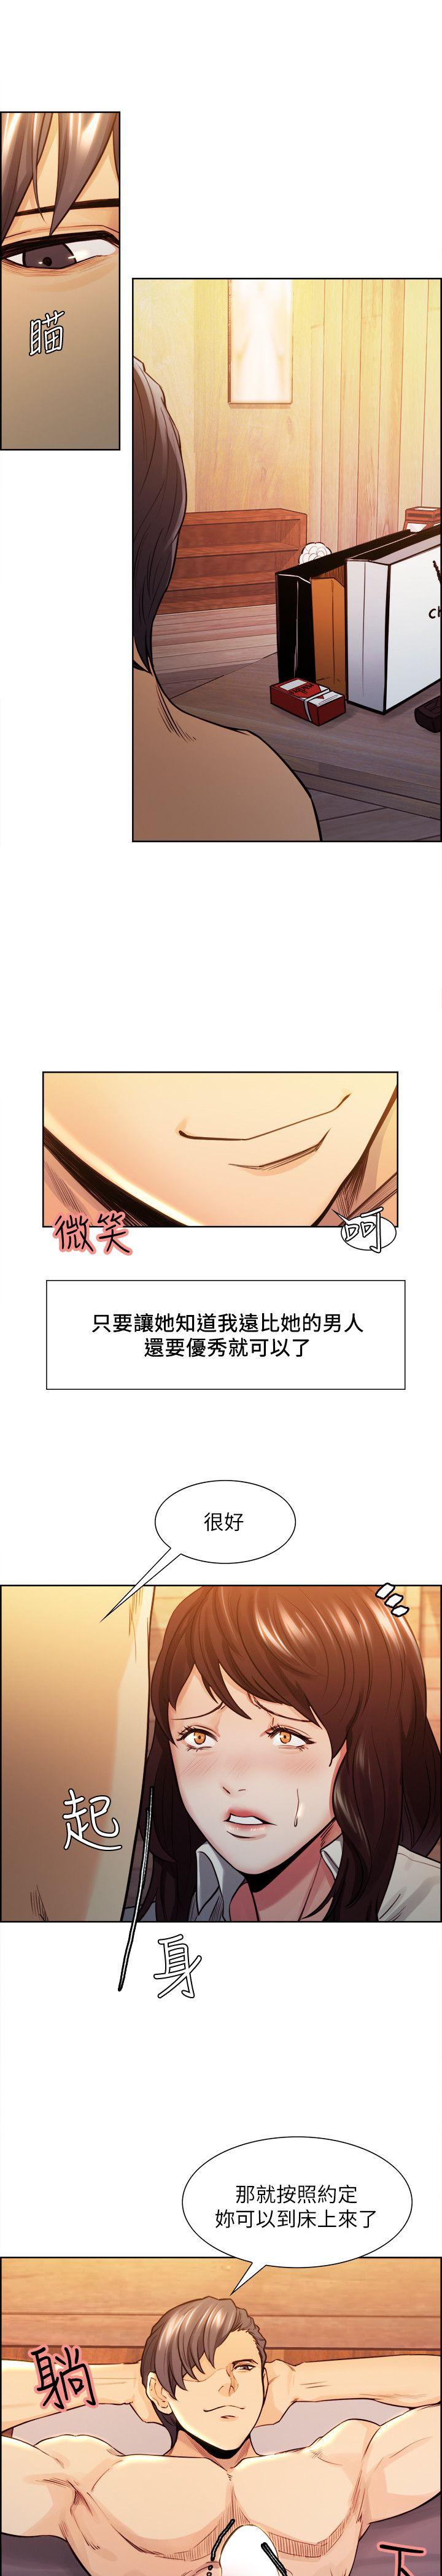 瞄
ch
微笑
呵
只要讓她知道我遠比她的男人
還要優秀就可以了
很好
起
身
那就按照約定
妳可以到床上來了
躺
下